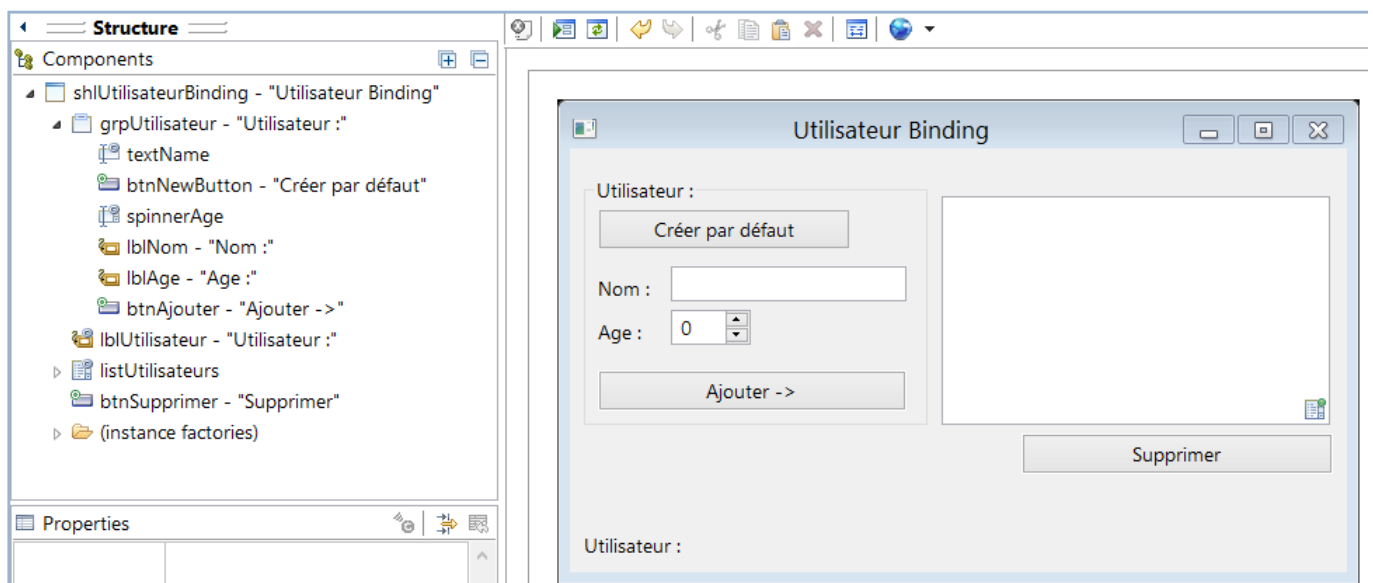 Structure
Components
shlUtilisateurBinding - "Utilisateur Binding"
grpUtilisateur - "Utilisateur :"
textName
btnNewButton - "Créer par défaut"
spinnerAge
lblNom - "Nom :"
lblAge - "Age :"
btnAjouter - "Ajouter ->"
lblUtilisateur - "Utilisateur :"
listUtilisateurs
btnSupprimer - "Supprimer"
(instance factories)
Properties
Utilisateur Binding
Utilisateur :
Créer par défaut
Nom :
Age :
0
Ajouter ->
Supprimer
Utilisateur :